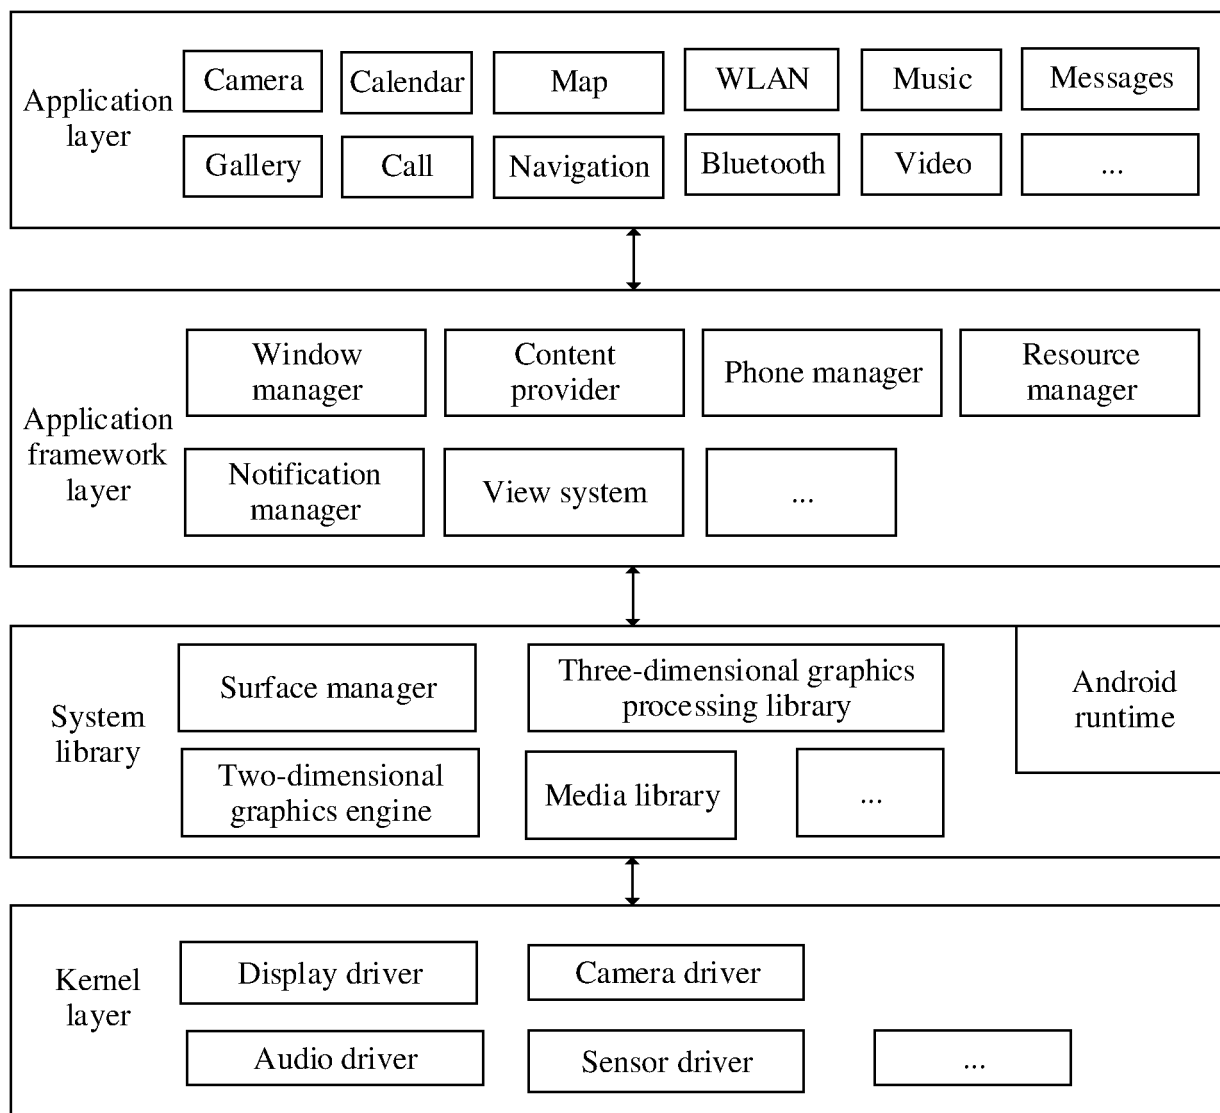 Application
layer
Camera
Calendar
Map
WLAN
Music
Messages
Gallery
Call
Navigation
Bluetooth
Video
...
Application
framework
layer
Window
manager
Content
provider
Phone manager
Resource
manager
Notification
manager
View system
...
System
library
Surface manager
Three-dimensional graphics
processing library
Android
runtime
Two-dimensional
graphics engine
Media library
...
Kernel
layer
Display driver
Camera driver
Audio driver
Sensor driver
...